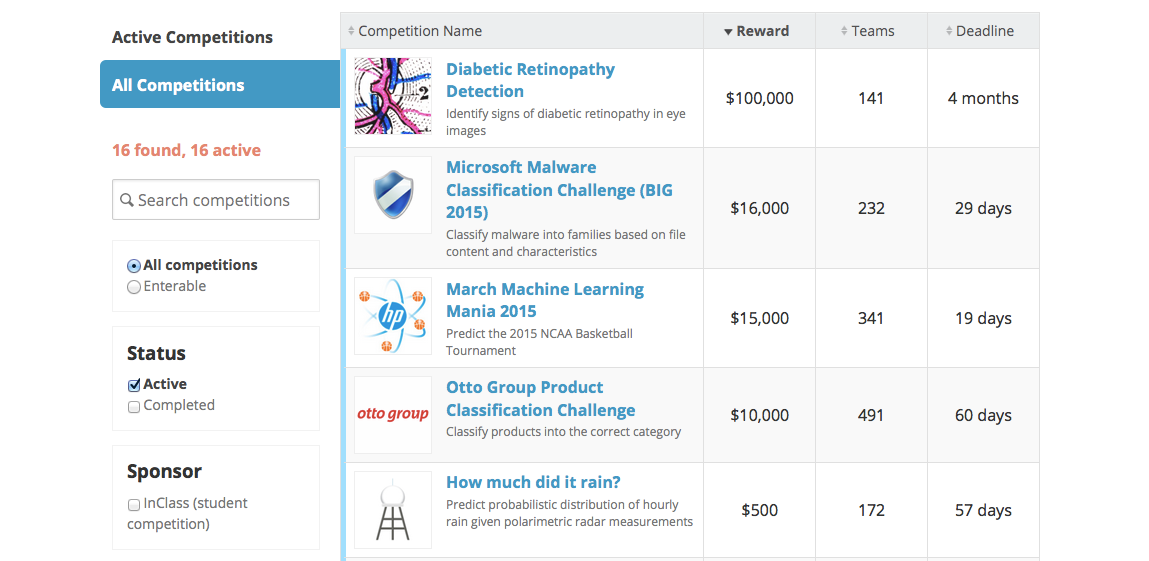 Active Competitions
All Competitions
16 found, 16 active
Search competitions
All competitions
Enterable
Status
Active
Completed
Sponsor
InClass (student
competition)
Competition Name Reward Teams Deadline
2
Diabetic Retinopathy
Detection
Identify signs of diabetic retinopathy in eye
images
$100,000 141 4 months
Microsoft Malware
Classification Challenge (BIG
2015)
Classify malware into families based on file
content and characteristics
$16,000 232 29 days
hp
March Machine Learning
Mania 2015
Predict the 2015 NCAA Basketball
Tournament
$15,000 341 19 days
otto group
Otto Group Product
Classification Challenge
Classify products into the correct category
$10,000 491 60 days
How much did it rain?
Predict probabilistic distribution of hourly
rain given polarimetric radar measurements
$500 172 57 days